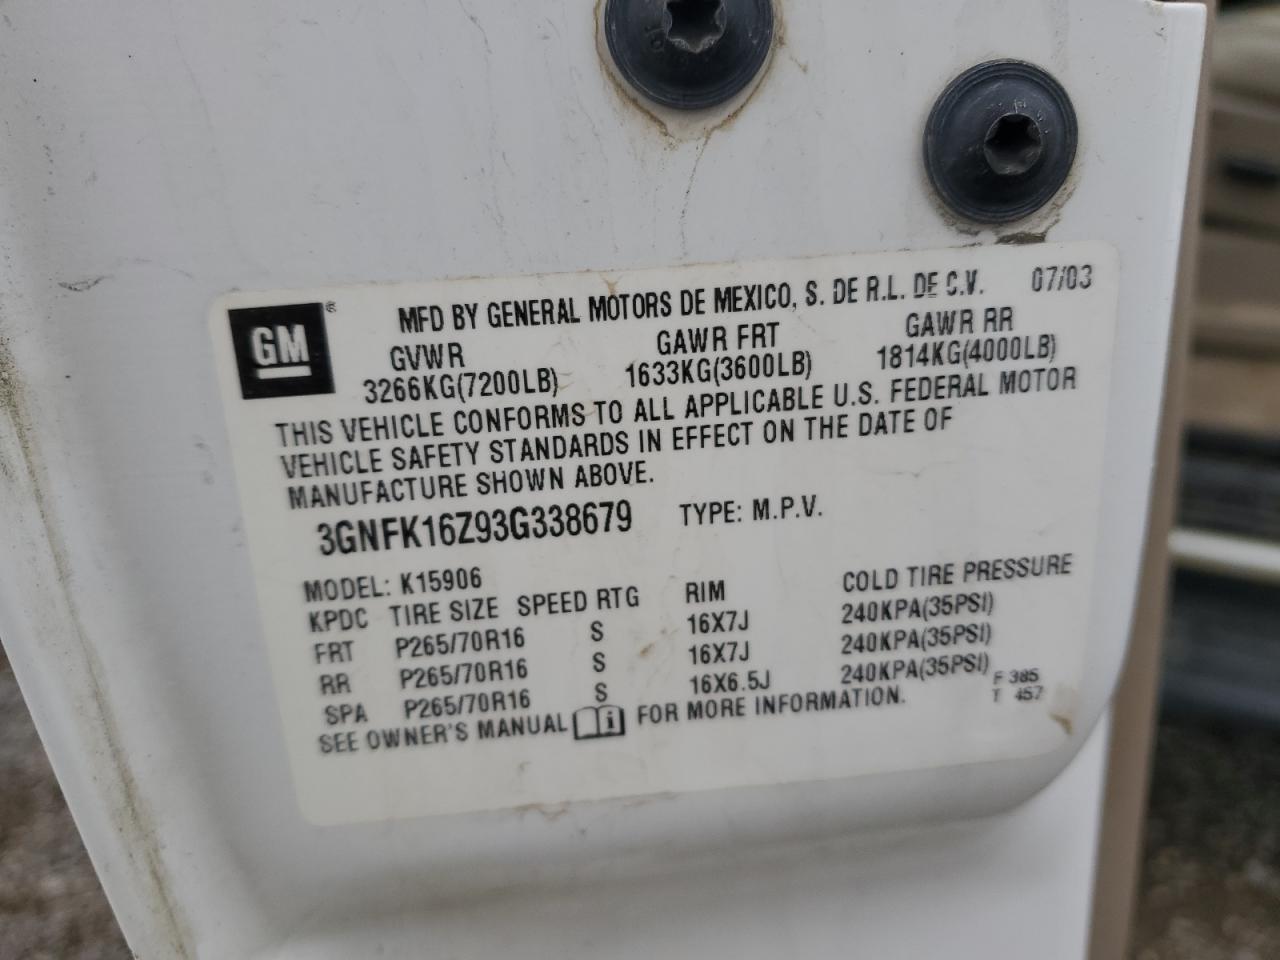 GM ®
MFD BY GENERAL MOTORS DE MEXICO, S. DE R.L. DE C.V. 07/03
GVWR GAWR FRT GAWR RR
3266KG(7200LB) 1633KG(3600LB) 1814KG(4000LB)
THIS VEHICLE CONFORMS TO ALL APPLICABLE U.S. FEDERAL MOTOR
VEHICLE SAFETY STANDARDS IN EFFECT ON THE DATE OF
MANUFACTURE SHOWN ABOVE.
3GNFK16Z93G338679 TYPE: M.P.V.
MODEL: K15906
KPDC TIRE SIZE SPEED RTG RIM COLD TIRE PRESSURE
FRT P265/70R16 S 16X7J 240KPA(35PSI)
RR P265/70R16 S 16X7J 240KPA(35PSI)
SPA P265/70R16 S 16X6.5J 240KPA(35PSI)
SEE OWNER'S MANUAL i FOR MORE INFORMATION.
F 385
T 457